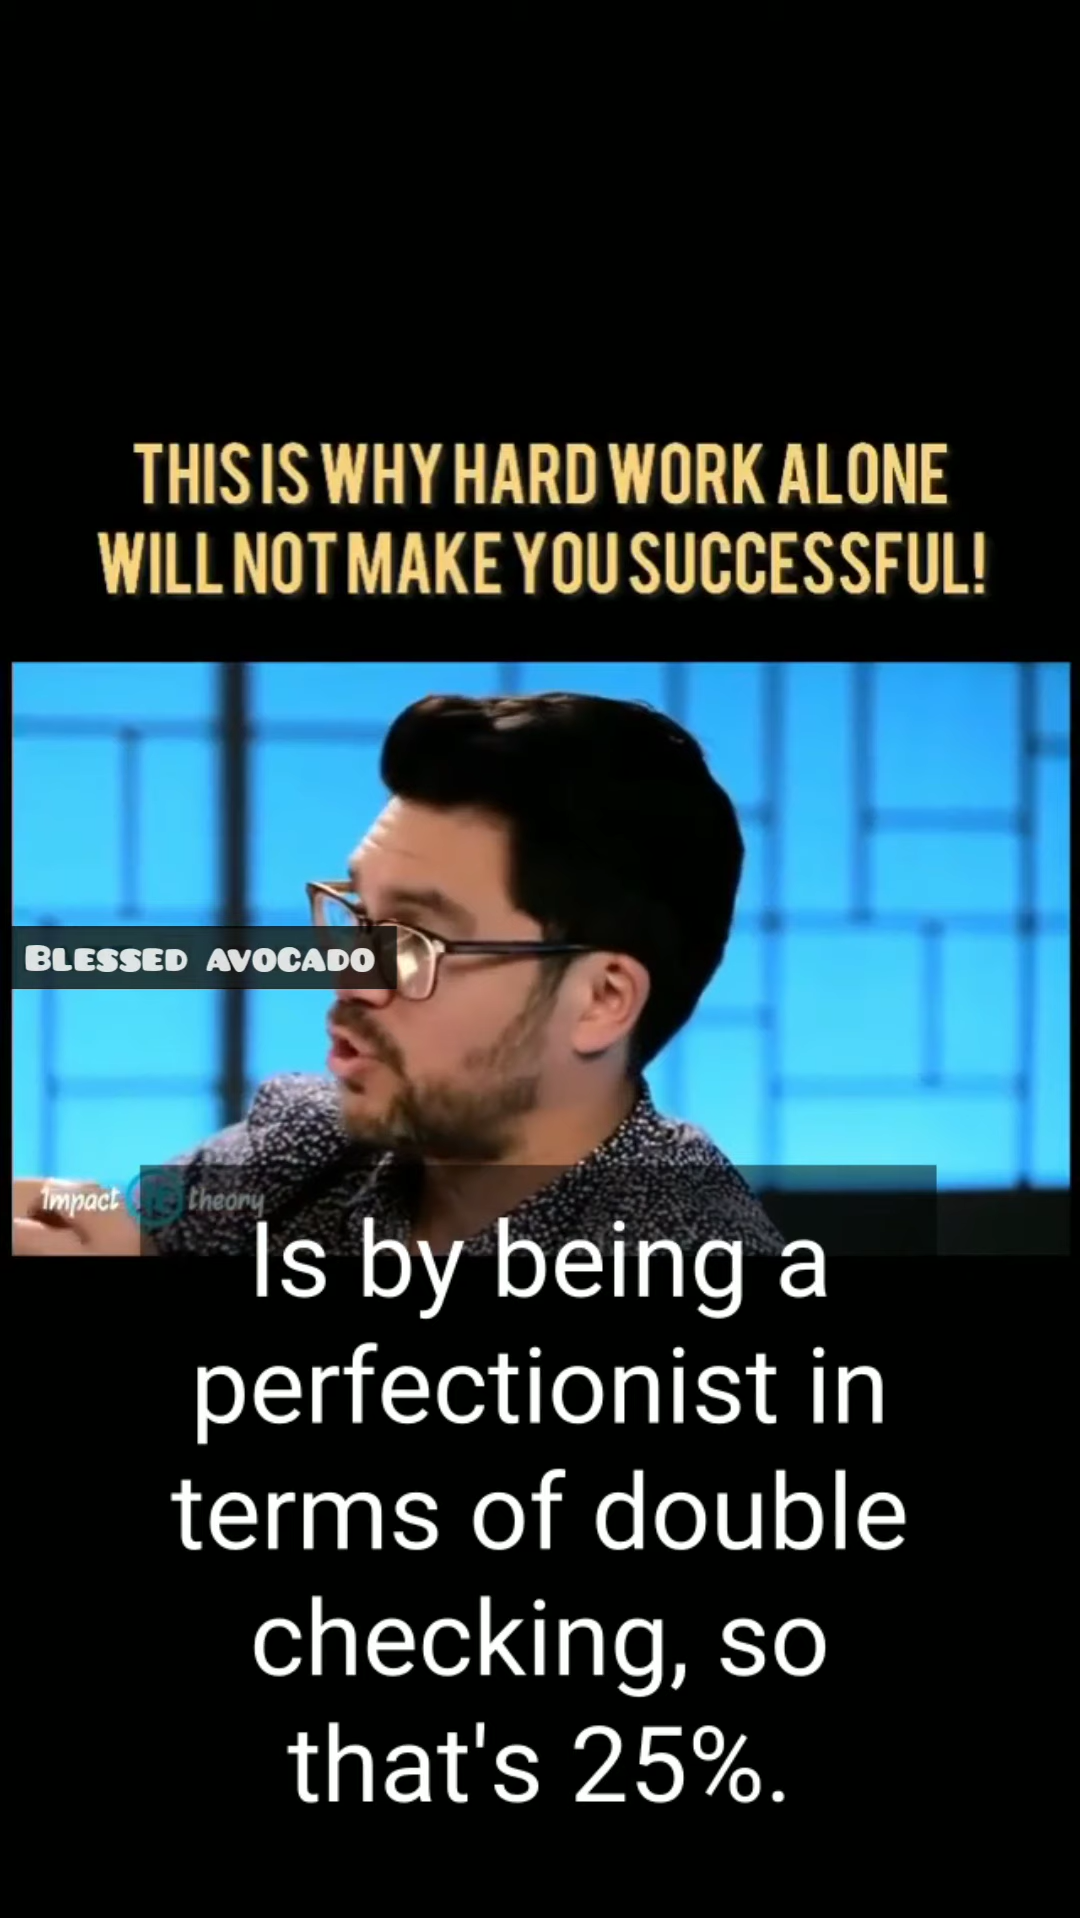 THIS IS WHY HARD WORK ALONE
WILL NOT MAKE YOU SUCCESSFUL!
BLESSED AVOCADO
impact theory
Is by being a
perfectionist in
terms of double
checking, so
that's 25%.